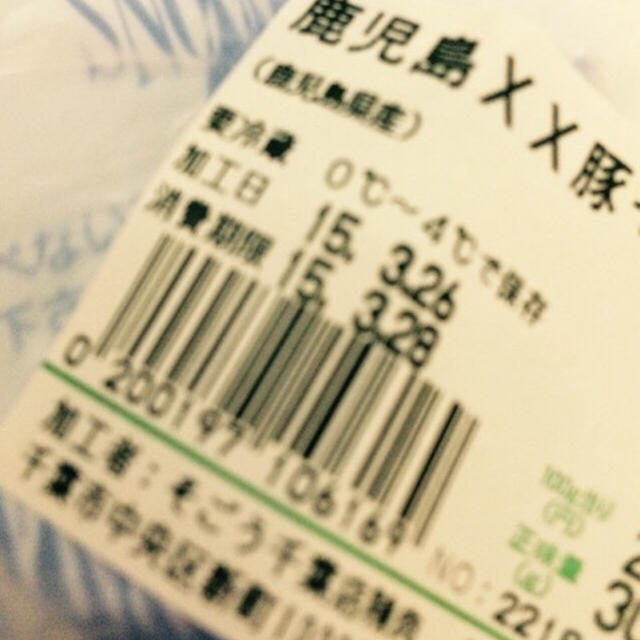 鹿児島XX豚
(鹿児島県産)
要冷蔵 0℃~4℃で保存
加工日 15. 3.26
消費期限 15. 3.28
0 200197 106169
加工者:そごう千葉店
千葉市中央区新町
NO: 221
100g当り
(円)
正味量
(g)